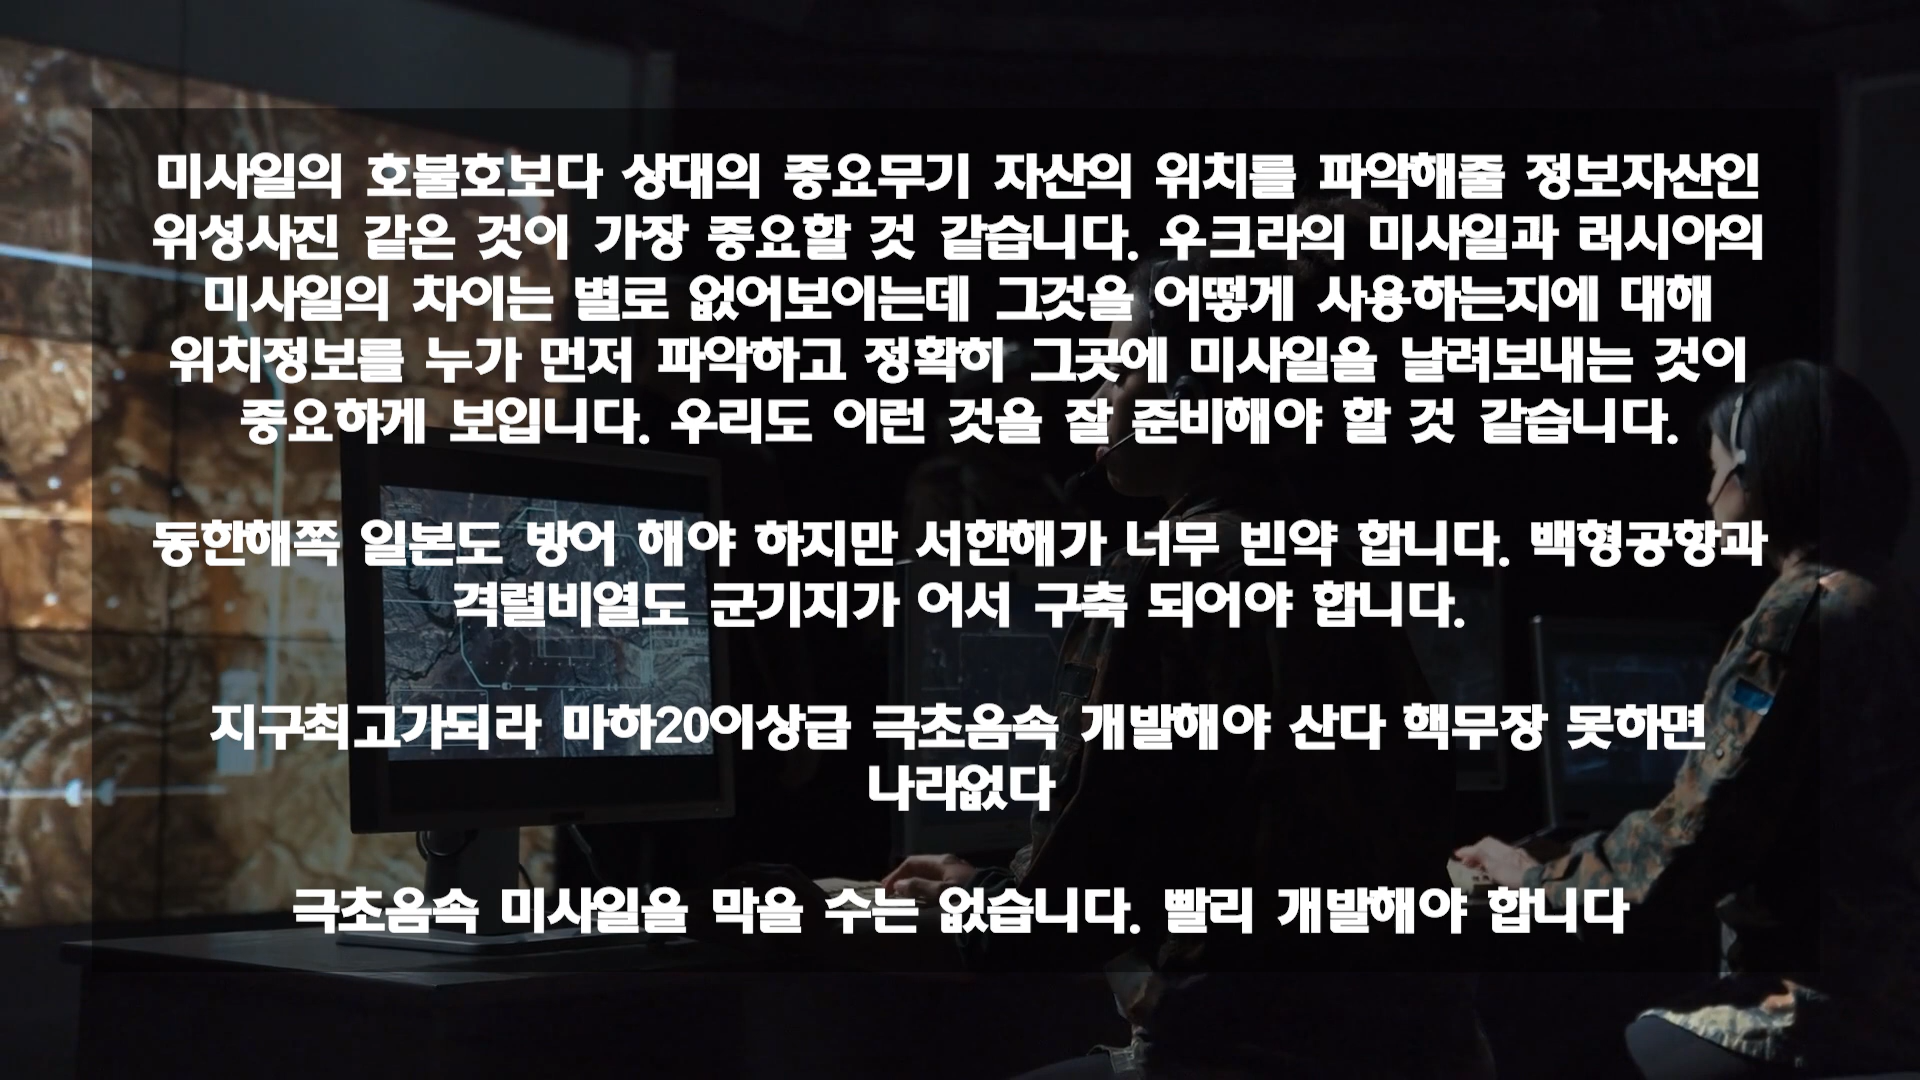 미사일의 호불호보다 상대의 중요무기 자산의 위치를 파악해줄 정보자산인
위성사진 같은 것이 가장 중요할 것 같습니다. 우크라의 미사일과 러시아의
미사일의 차이는 별로 없어보이는데 그것을 어떻게 사용하는지에 대해
위치정보를 누가 먼저 파악하고 정확히 그곳에 미사일을 날려보내는 것이
중요하게 보입니다. 우리도 이런 것을 잘 준비해야 할 것 같습니다.
동한해쪽 일본도 방어 해야 하지만 서한해가 너무 빈약 합니다. 백형공항과
격렬비열도 군기지가 어서 구축 되어야 합니다.
지구최고가되라 마하20이상급 극초음속 개발해야 산다 핵무장 못하면
나라없다
극초음속 미사일을 막을 수는 없습니다. 빨리 개발해야 합니다